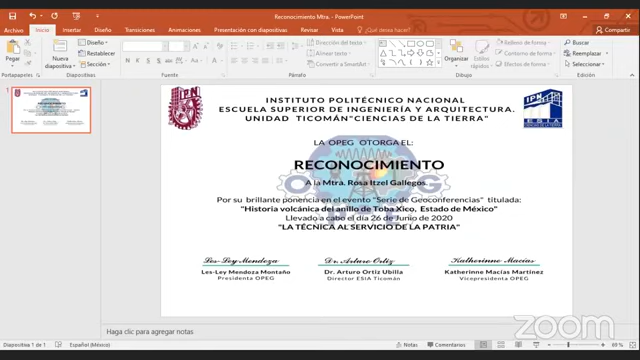 Reconocimiento Mtra. - PowerPoint
Archivo Inicio Insertar Diseño Transiciones Animaciones Presentación con diapositivas Revisar Vista ¿Qué desea hacer? Compartir
Pegar
Nueva diapositiva
Diseño
Restablecer
Sección
Dirección del texto
Alinear texto
Convertir a SmartArt
Organizar
Estilos rápidos
Relleno de forma
Contorno de forma
Efectos de forma
Buscar
Reemplazar
Seleccionar
Portapapeles Diapositivas Fuente Párrafo Dibujo Edición
1
IPN
INSTITUTO POLITÉCNICO NACIONAL
ESCUELA SUPERIOR DE INGENIERÍA Y ARQUITECTURA.
UNIDAD TICOMÁN"CIENCIAS DE LA TIERRA"
IPN
ESIA
LA OPEG OTORGA EL:
RECONOCIMIENTO
A la Mtra. Rosa Itzel Gallegos.
OPEG
Por su brillante ponencia en el evento "Serie de Geoconferencias" titulada:
"Historia volcánica del anillo de Toba Xico, Estado de México"
Llevado a cabo el día 26 de Junio de 2020
"LA TÉCNICA AL SERVICIO DE LA PATRIA"
Les-Ley Mendoza Dr. Arturo Ortiz Katherinne Macías
Les-Ley Mendoza Montaño Dr. Arturo Ortiz Ubilla Katherinne Macías Martínez
Presidenta OPEG Director ESIA Ticomán Vicepresidenta OPEG
Haga clic para agregar notas
Diapositiva 1 de 1 Español (México) Notas Comentarios 69 %
zoom